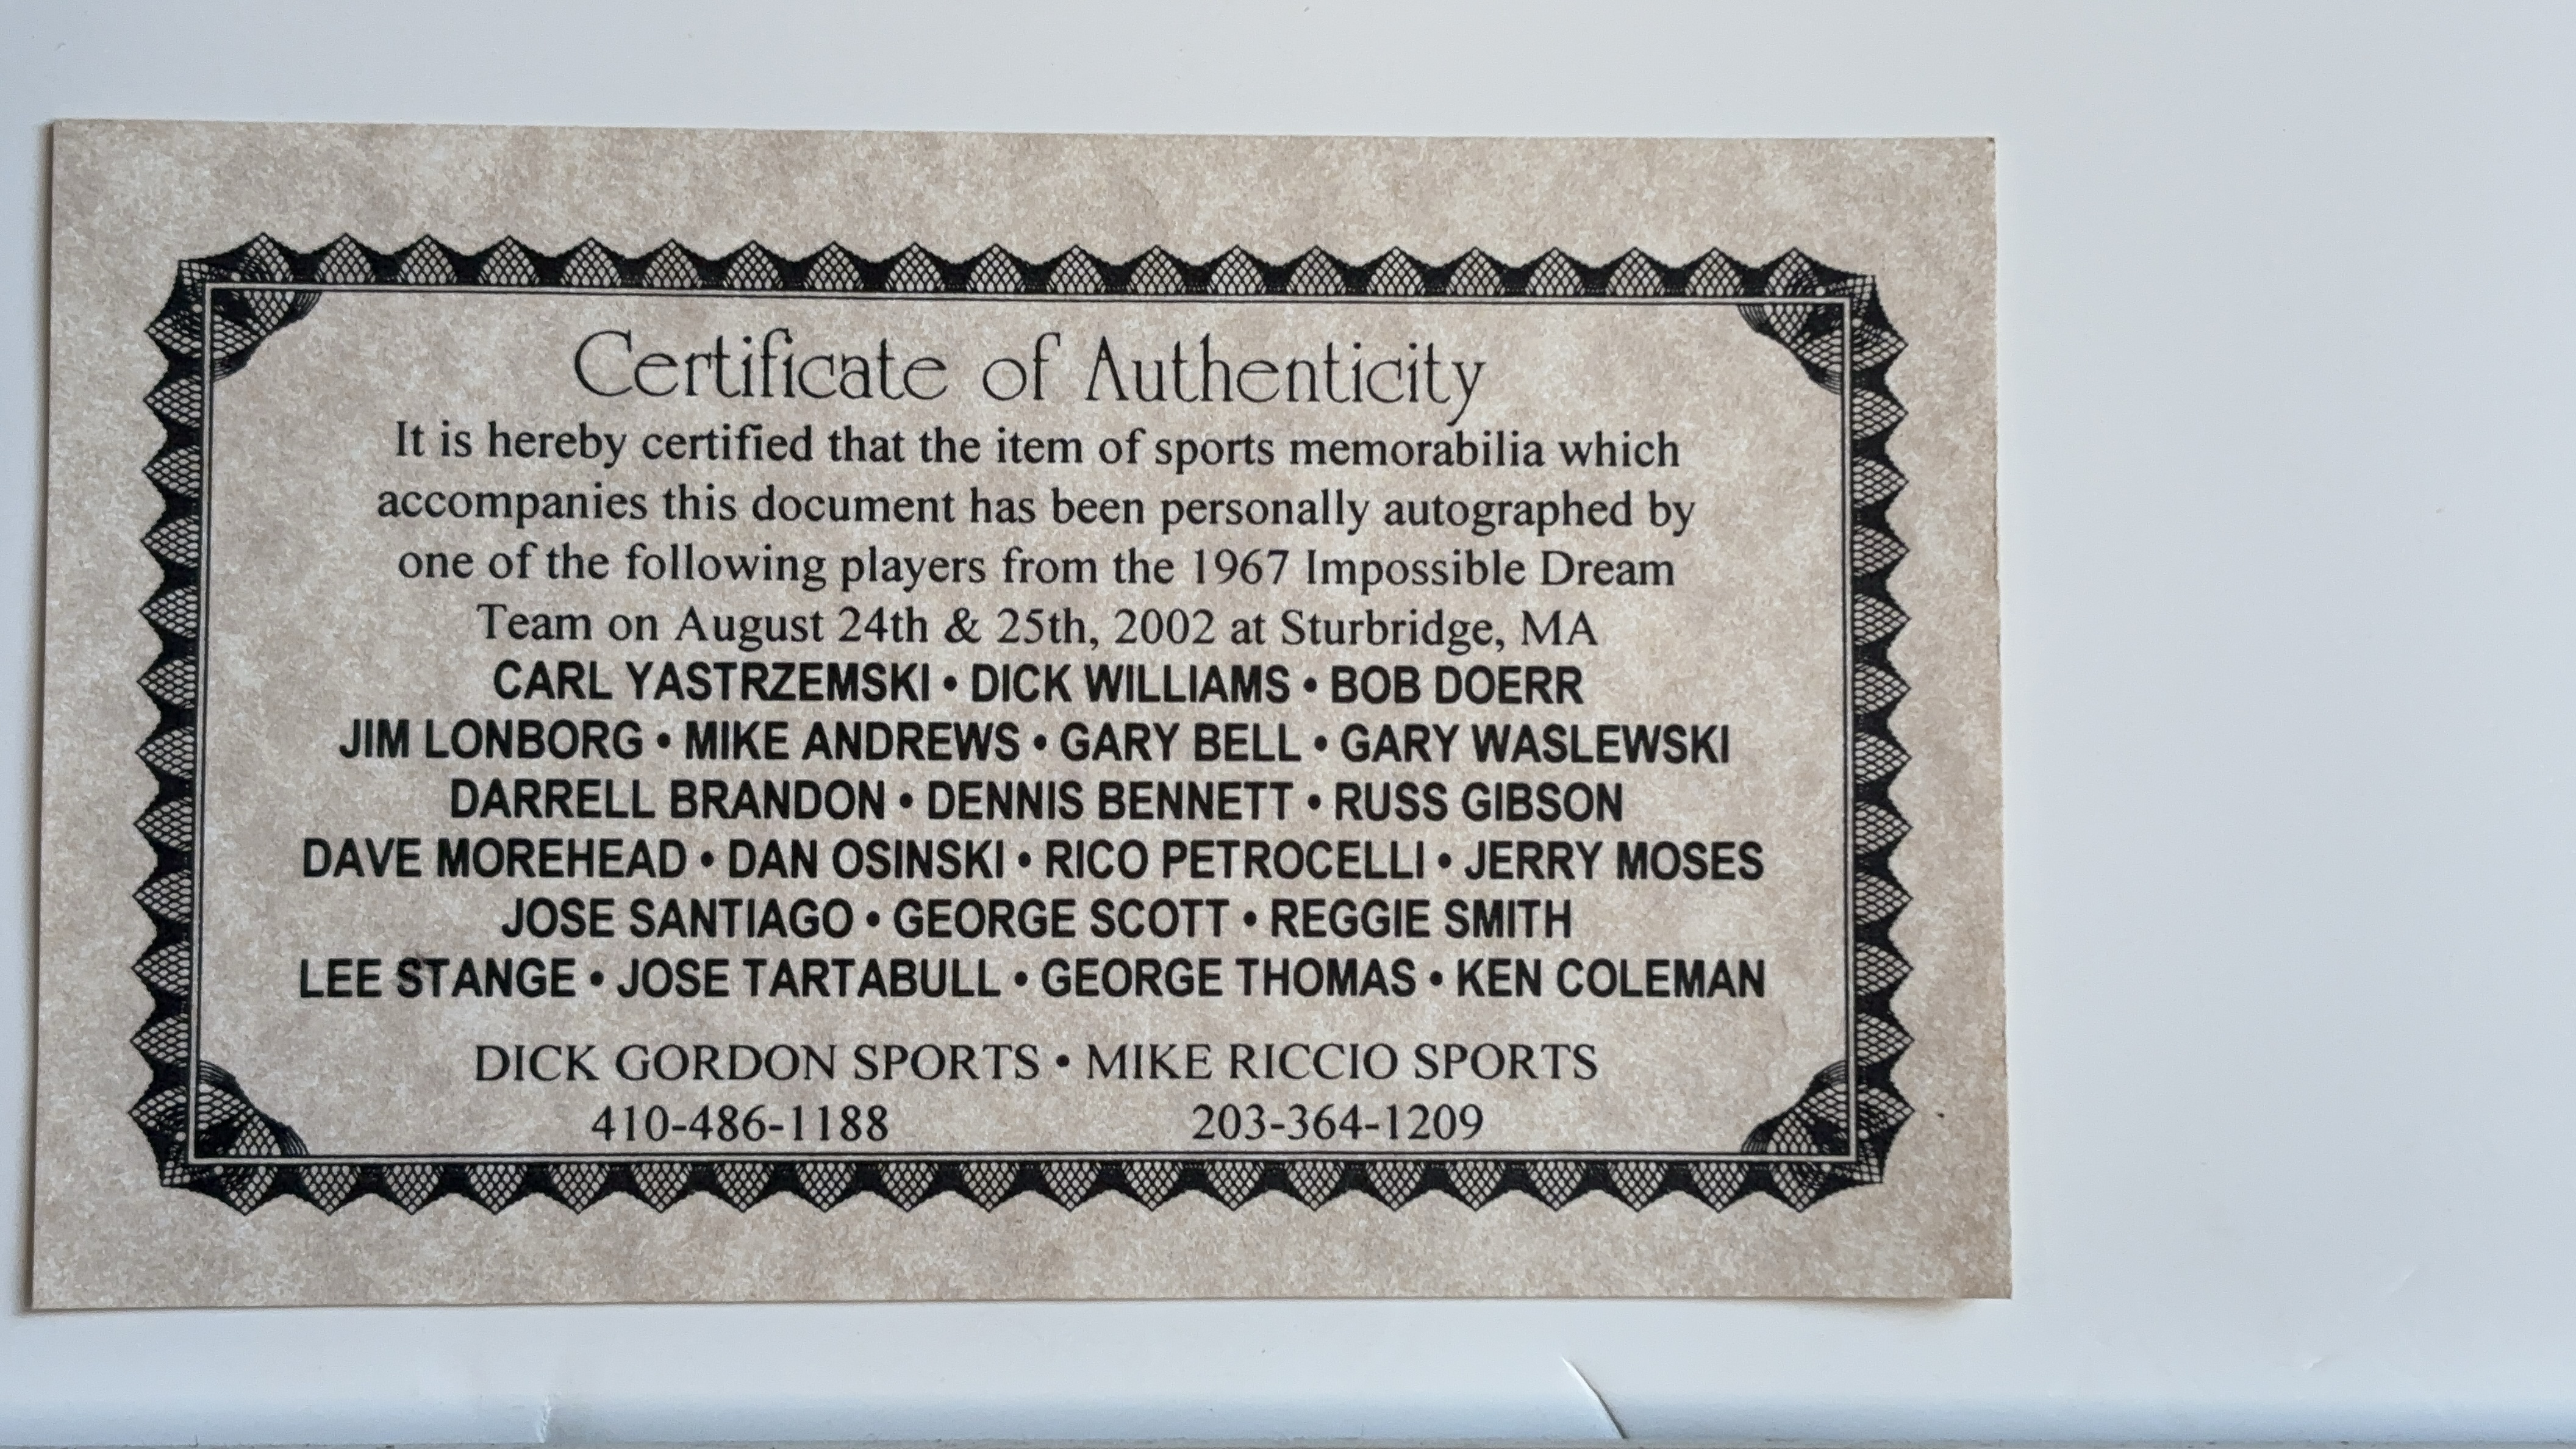 Certificate of Authenticity
It is hereby certified that the item of sports memorabilia which
accompanies this document has been personally autographed by
one of the following players from the 1967 Impossible Dream
Team on August 24th & 25th, 2002 at Sturbridge, MA
CARL YASTRZEMSKI • DICK WILLIAMS • BOB DOERR
JIM LONBORG • MIKE ANDREWS • GARY BELL • GARY WASLEWSKI
DARRELL BRANDON • DENNIS BENNETT • RUSS GIBSON
DAVE MOREHEAD • DAN OSINSKI • RICO PETROCELLI • JERRY MOSES
JOSE SANTIAGO • GEORGE SCOTT • REGGIE SMITH
LEE STANGE • JOSE TARTABULL • GEORGE THOMAS • KEN COLEMAN
DICK GORDON SPORTS • MIKE RICCIO SPORTS
410-486-1188 203-364-1209